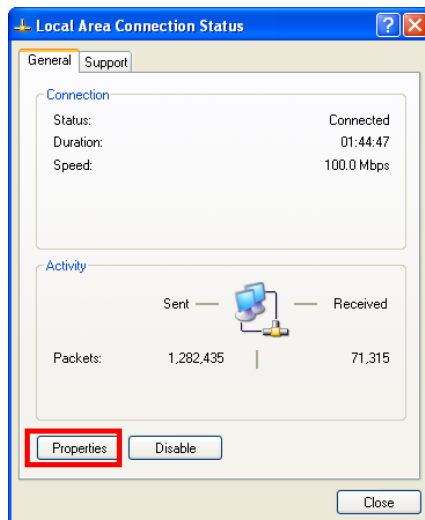 Local Area Connection Status
General Support
Connection
Status: Connected
Duration: 01:44:47
Speed: 100.0 Mbps
Activity
Sent — — Received
Packets: 1,282,435 | 71,315
Properties Disable
Close